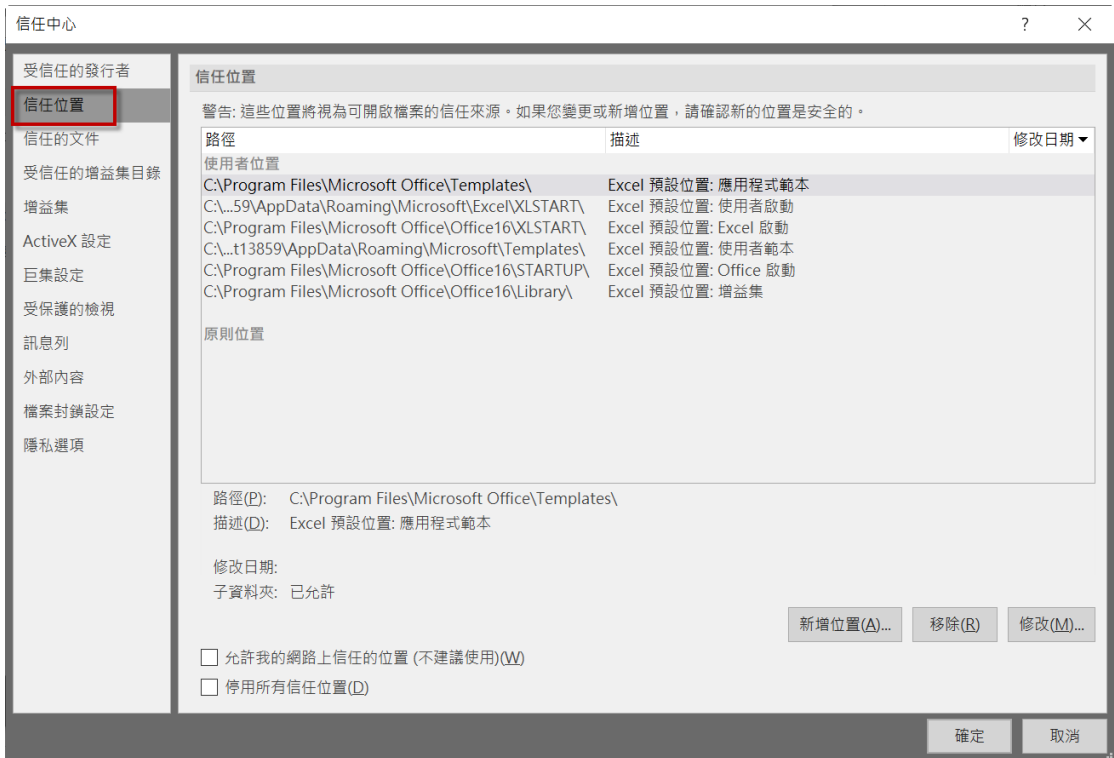 信任中心
?
受信任的發行者
信任位置
信任的文件
受信任的增益集目錄
增益集
ActiveX 設定
巨集設定
受保護的檢視
訊息列
外部內容
檔案封鎖設定
隱私選項
信任位置
警告: 這些位置將視為可開啟檔案的信任來源。如果您變更或新增位置，請確認新的位置是安全的。
路徑 描述 修改日期
使用者位置
C:\Program Files\Microsoft Office\Templates\ Excel 預設位置: 應用程式範本
C:\...59\AppData\Roaming\Microsoft\Excel\XLSTART\ Excel 預設位置: 使用者啟動
C:\Program Files\Microsoft Office\Office16\XLSTART\ Excel 預設位置: Excel 啟動
C:\...t13859\AppData\Roaming\Microsoft\Templates\ Excel 預設位置: 使用者範本
C:\Program Files\Microsoft Office\Office16\STARTUP\ Excel 預設位置: Office 啟動
C:\Program Files\Microsoft Office\Office16\Library\ Excel 預設位置: 增益集
原則位置
路徑(P): C:\Program Files\Microsoft Office\Templates\
描述(D): Excel 預設位置: 應用程式範本
修改日期:
子資料夾: 已允許
新增位置(A)... 移除(R) 修改(M)...
允許我的網路上信任的位置 (不建議使用)(W)
停用所有信任位置(D)
確定 取消